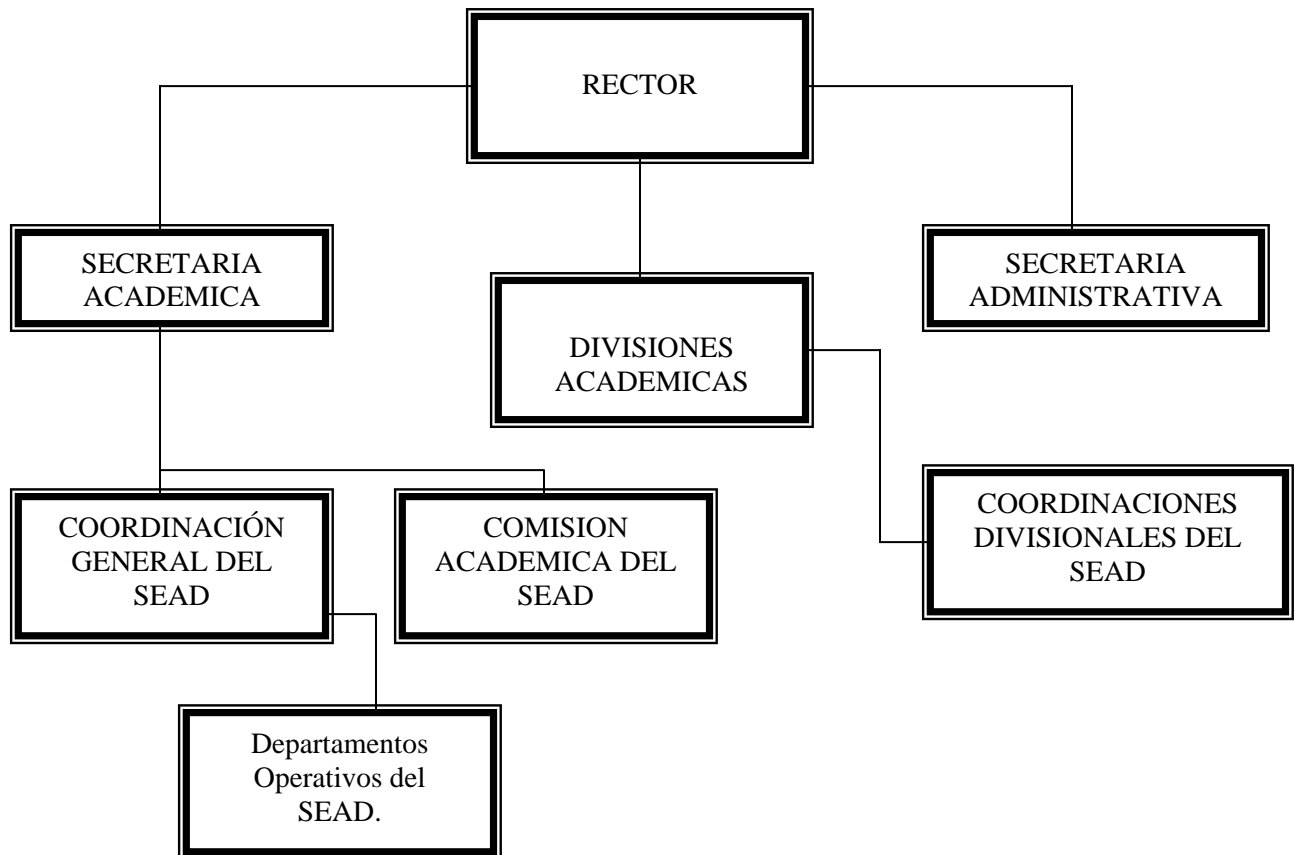 RECTOR
SECRETARIA
ACADEMICA
SECRETARIA
ADMINISTRATIVA
DIVISIONES
ACADEMICAS
COORDINACIÓN
GENERAL DEL
SEAD
COMISION
ACADEMICA DEL
SEAD
COORDINACIONES
DIVISIONALES DEL
SEAD
Departamentos
Operativos del
SEAD.